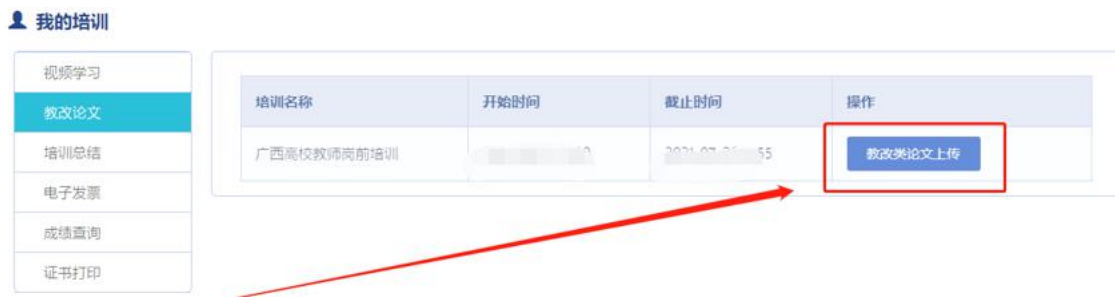 我的培训
视频学习
教改论文
培训总结
电子发票
成绩查询
证书打印
培训名称 开始时间 截止时间 操作
广西高校教师岗前培训 55 教改类论文上传